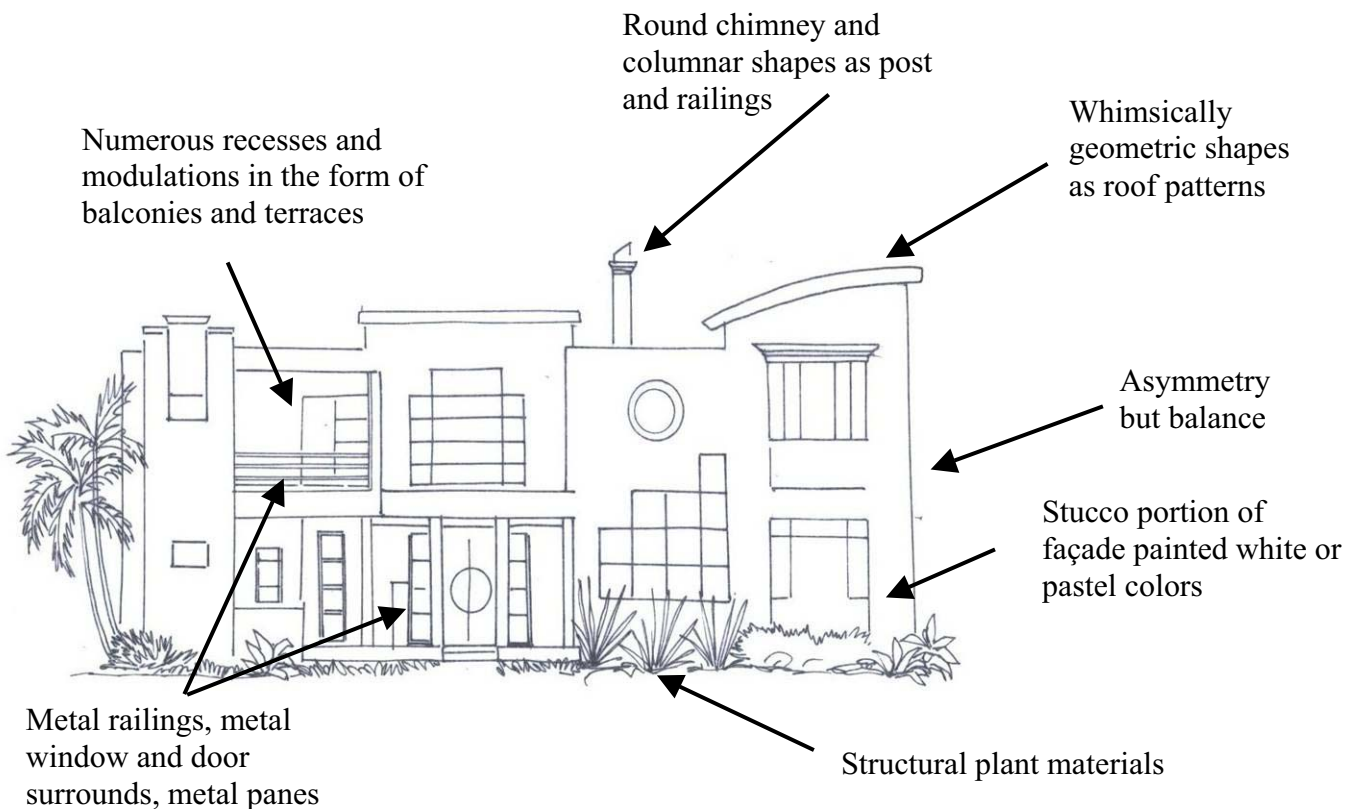 Round chimney and
columnar shapes as post
and railings
Whimsically
geometric shapes
as roof patterns
Numerous recesses and
modulations in the form of
balconies and terraces
Asymmetry
but balance
Stucco portion of
façade painted white or
pastel colors
Metal railings, metal
window and door
surrounds, metal panes
Structural plant materials